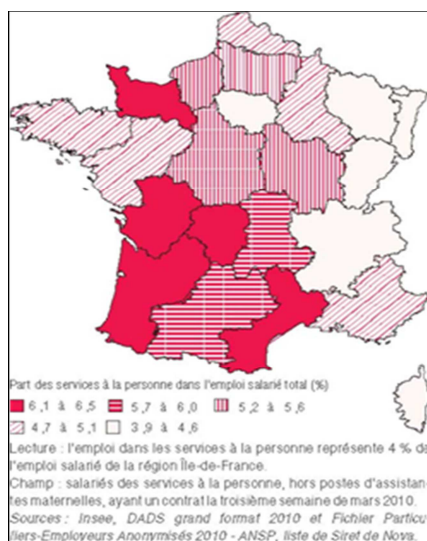 Part des services à la personne dans l'emploi salarié total (%)
6,1 à 6,5 5,7 à 6,0 5,2 à 5,6
4,7 à 5,1 3,9 à 4,6
Lecture : l'emploi dans les services à la personne représente 4 % de
l'emploi salarié de la région Île-de-France.
Champ : salariés des services à la personne, hors postes d'assistan-
tes maternelles, ayant un contrat la troisième semaine de mars 2010.
Sources : Insee, DADS grand format 2010 et Fichier Particu-
liers-Employeurs Anonymisés 2010 - ANSP, liste de Siret de Nova.